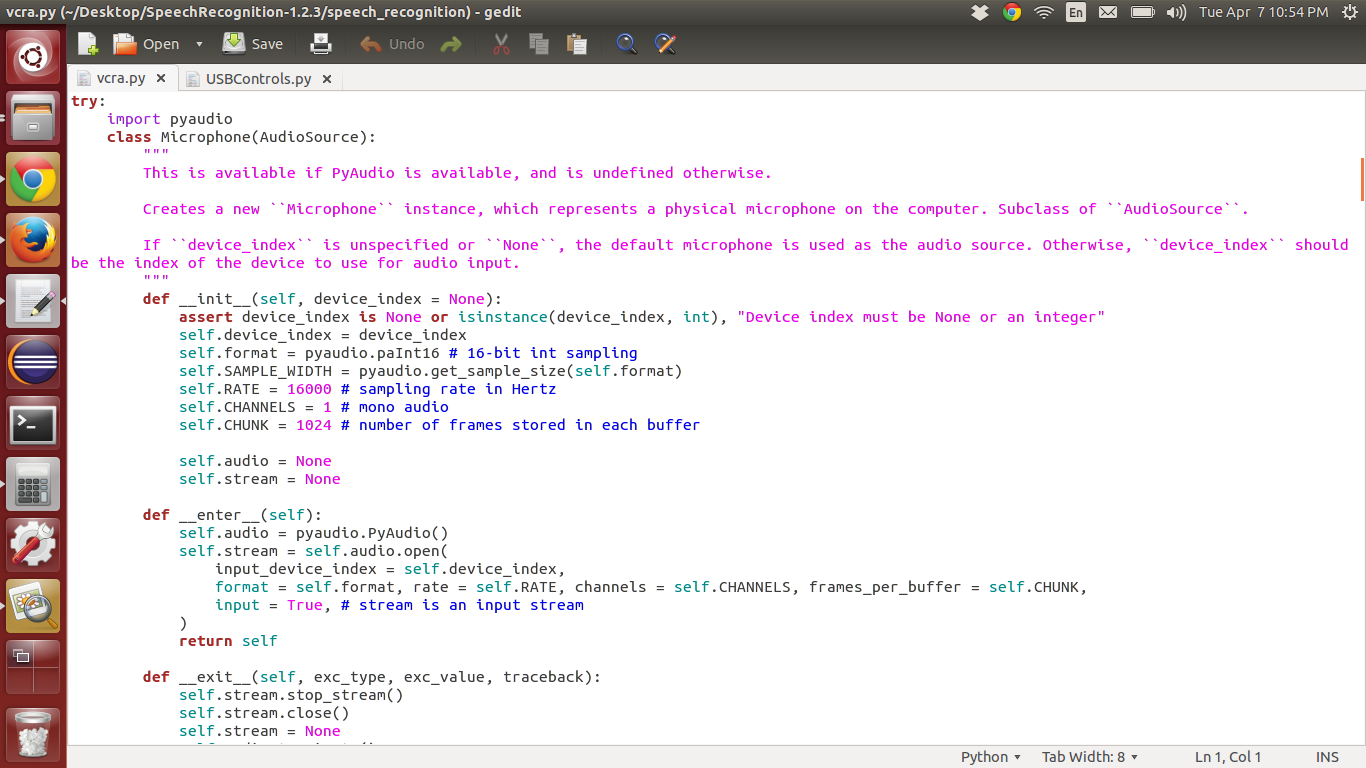 vcra.py (~/Desktop/SpeechRecognition-1.2.3/speech_recognition) - gedit
En
Tue Apr 7 10:54 PM
Open
Save
Undo
vcra.py
USBControls.py
try:
    import pyaudio
    class Microphone(AudioSource):
        """
        This is available if PyAudio is available, and is undefined otherwise.
        Creates a new ``Microphone`` instance, which represents a physical microphone on the computer. Subclass of ``AudioSource``.
        If ``device_index`` is unspecified or ``None``, the default microphone is used as the audio source. Otherwise, ``device_index`` should
be the index of the device to use for audio input.
        """
        def __init__(self, device_index = None):
            assert device_index is None or isinstance(device_index, int), "Device index must be None or an integer"
            self.device_index = device_index
            self.format = pyaudio.paInt16 # 16-bit int sampling
            self.SAMPLE_WIDTH = pyaudio.get_sample_size(self.format)
            self.RATE = 16000 # sampling rate in Hertz
            self.CHANNELS = 1 # mono audio
            self.CHUNK = 1024 # number of frames stored in each buffer
            self.audio = None
            self.stream = None
        def __enter__(self):
            self.audio = pyaudio.PyAudio()
            self.stream = self.audio.open(
                input_device_index = self.device_index,
                format = self.format, rate = self.RATE, channels = self.CHANNELS, frames_per_buffer = self.CHUNK,
                input = True, # stream is an input stream
            )
            return self
        def __exit__(self, exc_type, exc_value, traceback):
            self.stream.stop_stream()
            self.stream.close()
            self.stream = None
Python
Tab Width: 8
Ln 1, Col 1
INS